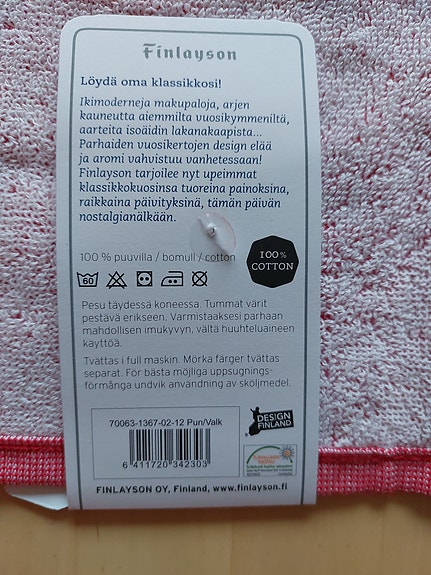 Finlayson
Löydä oma klassikkosi!
Ikimoderneja makupaloja, arjen
kauneutta aiemmilta vuosikymmeniltä,
aarteita isoäidin lakanakaapista...
Parhaiden vuosikertojen design elää
ja aromi vahvistuu vanhetessaan!
Finlayson tarjoilee nyt upeimmat
klassikkokuosinsa tuoreina painoksina,
raikkaina päivityksinä, tämän päivän
nostalgianälkään.
100 % puuvilla / bomull / cotton
100%
COTTON
60
Pesu täydessä koneessa. Tummat värit
pestävä erikseen. Varmistaaksesi parhaan
mahdollisen imukyvyn, vältä huuhteluaineen
käyttöä.
Tvättas i full maskin. Mörka färger tvättas
separat. För bästa möjliga uppsugnings-
förmånga undvik användning av sköljmedel.
70063-1367-02-12 Pun/Valk
6 411720 342303
DESIGN
FINLAND
FINLAYSON OY, Finland, www.finlayson.fi